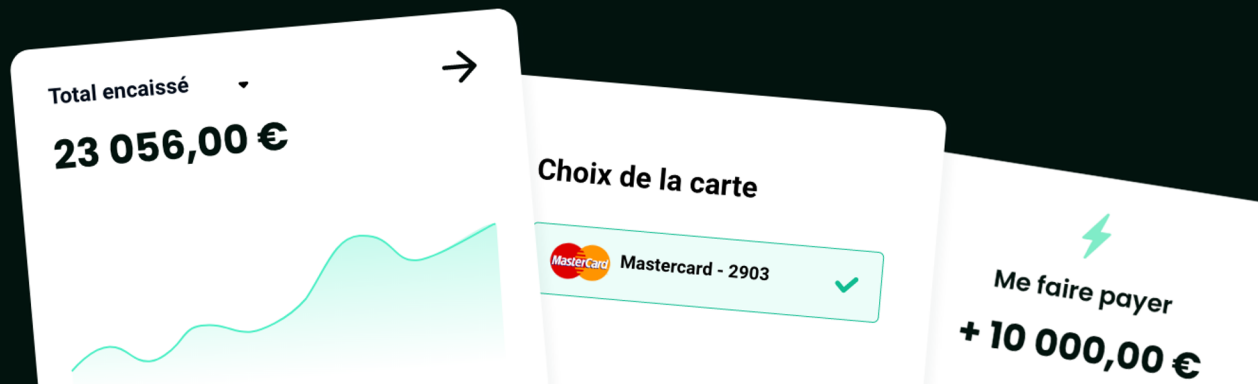 Total encaissé
23 056,00 €
Choix de la carte
MasterCard
Mastercard - 2903
Me faire payer
+ 10 000,00 €